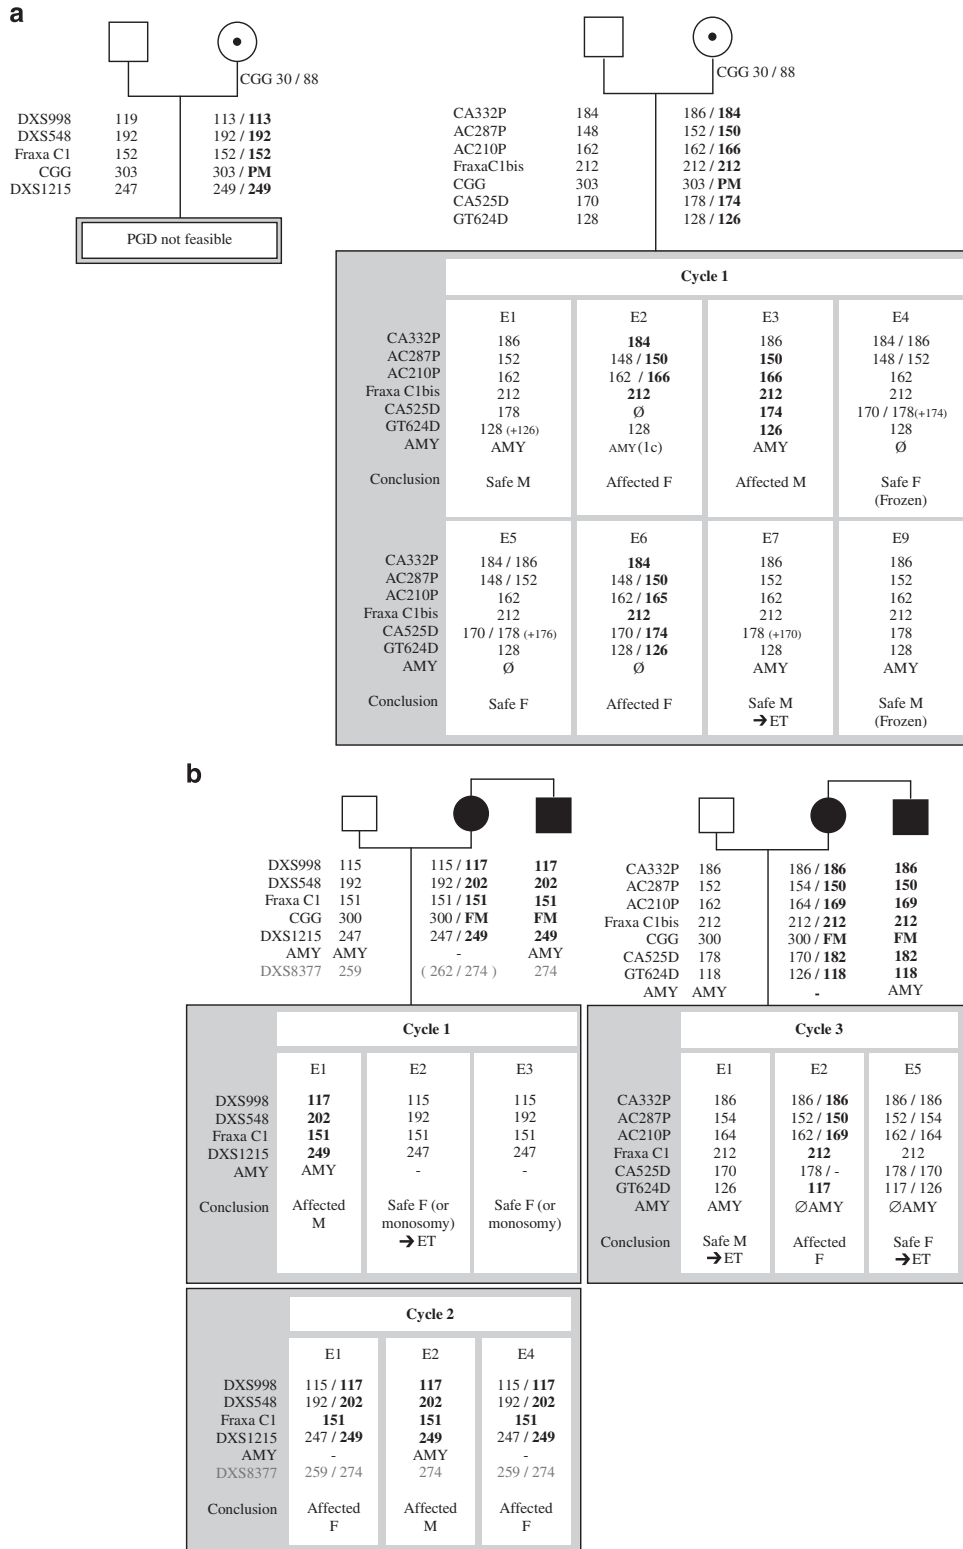 a
CGG 30 / 88
DXS998 119 113 / 113
DXS548 192 192 / 192
Fraxa C1 152 152 / 152
CGG 303 303 / PM
DXS1215 247 249 / 249
PGD not feasible
CGG 30 / 88
CA332P 184 186 / 184
AC287P 148 152 / 150
AC210P 162 162 / 166
FraxaC1bis 212 212 / 212
CGG 303 303 / PM
CA525D 170 178 / 174
GT624D 128 128 / 126
Cycle 1
E1 E2 E3 E4
CA332P 186 184 186 184 / 186
AC287P 152 148 / 150 150 148 / 152
AC210P 162 162 / 166 166 162
Fraxa C1bis 212 212 212 212
CA525D 178 Ø 174 170 / 178(+174)
GT624D 128 (+126) 128 126 128
AMY AMY AMY (1c) AMY Ø
Conclusion Safe M Affected F Affected M Safe F
(Frozen)
E5 E6 E7 E9
CA332P 184 / 186 184 186 186
AC287P 148 / 152 148 / 150 152 152
AC210P 162 162 / 165 162 162
Fraxa C1bis 212 212 212 212
CA525D 170 / 178 (+176) 170 / 174 178 (+170) 178
GT624D 128 128 / 126 128 128
AMY Ø Ø AMY AMY
Conclusion Safe F Affected F Safe M Safe M
➔ET (Frozen)
b
DXS998 115 115 / 117 117
DXS548 192 192 / 202 202
Fraxa C1 151 151 / 151 151
CGG 300 300 / FM FM
DXS1215 247 247 / 249 249
AMY AMY - AMY
DXS8377 259 ( 262 / 274 ) 274
Cycle 1
E1 E2 E3
DXS998 117 115 115
DXS548 202 192 192
Fraxa C1 151 151 151
DXS1215 249 247 247
AMY AMY - -
Conclusion Affected Safe F (or Safe F (or
M monosomy) monosomy)
➔ET
Cycle 2
E1 E2 E4
DXS998 115 / 117 117 115 / 117
DXS548 192 / 202 202 192 / 202
Fraxa C1 151 151 151
DXS1215 247 / 249 249 247 / 249
AMY - AMY -
DXS8377 259 / 274 274 259 / 274
Conclusion Affected Affected Affected
F M F
CA332P 186 186 / 186 186
AC287P 152 154 / 150 150
AC210P 162 164 / 169 169
Fraxa C1bis 212 212 / 212 212
CGG 300 300 / FM FM
CA525D 178 170 / 182 182
GT624D 118 126 / 118 118
AMY AMY - AMY
Cycle 3
E1 E2 E5
CA332P 186 186 / 186 186 / 186
AC287P 154 152 / 150 152 / 154
AC210P 164 162 / 169 162 / 164
Fraxa C1 212 212 212
CA525D 170 178 / - 178 / 170
GT624D 126 117 117 / 126
AMY AMY ∅AMY ∅AMY
Conclusion Safe M Affected Safe F
➔ET F ➔ET